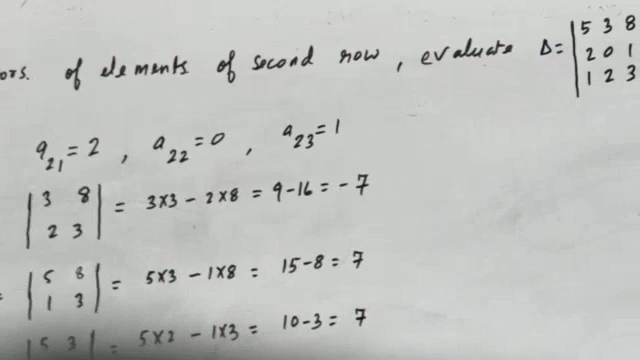 of elements of second row, evaluate Δ= |5 3 8|
|2 0 1|
|1 2 3|
a21 = 2, a22 = 0, a23 = 1
|3 8| = 3×3 - 2×8 = 9-16 = -7
|2 3|
= |5 8| = 5×3 - 1×8 = 15-8 = 7
|1 3|
|5 3| = 5×2 - 1×3 = 10-3 = 7